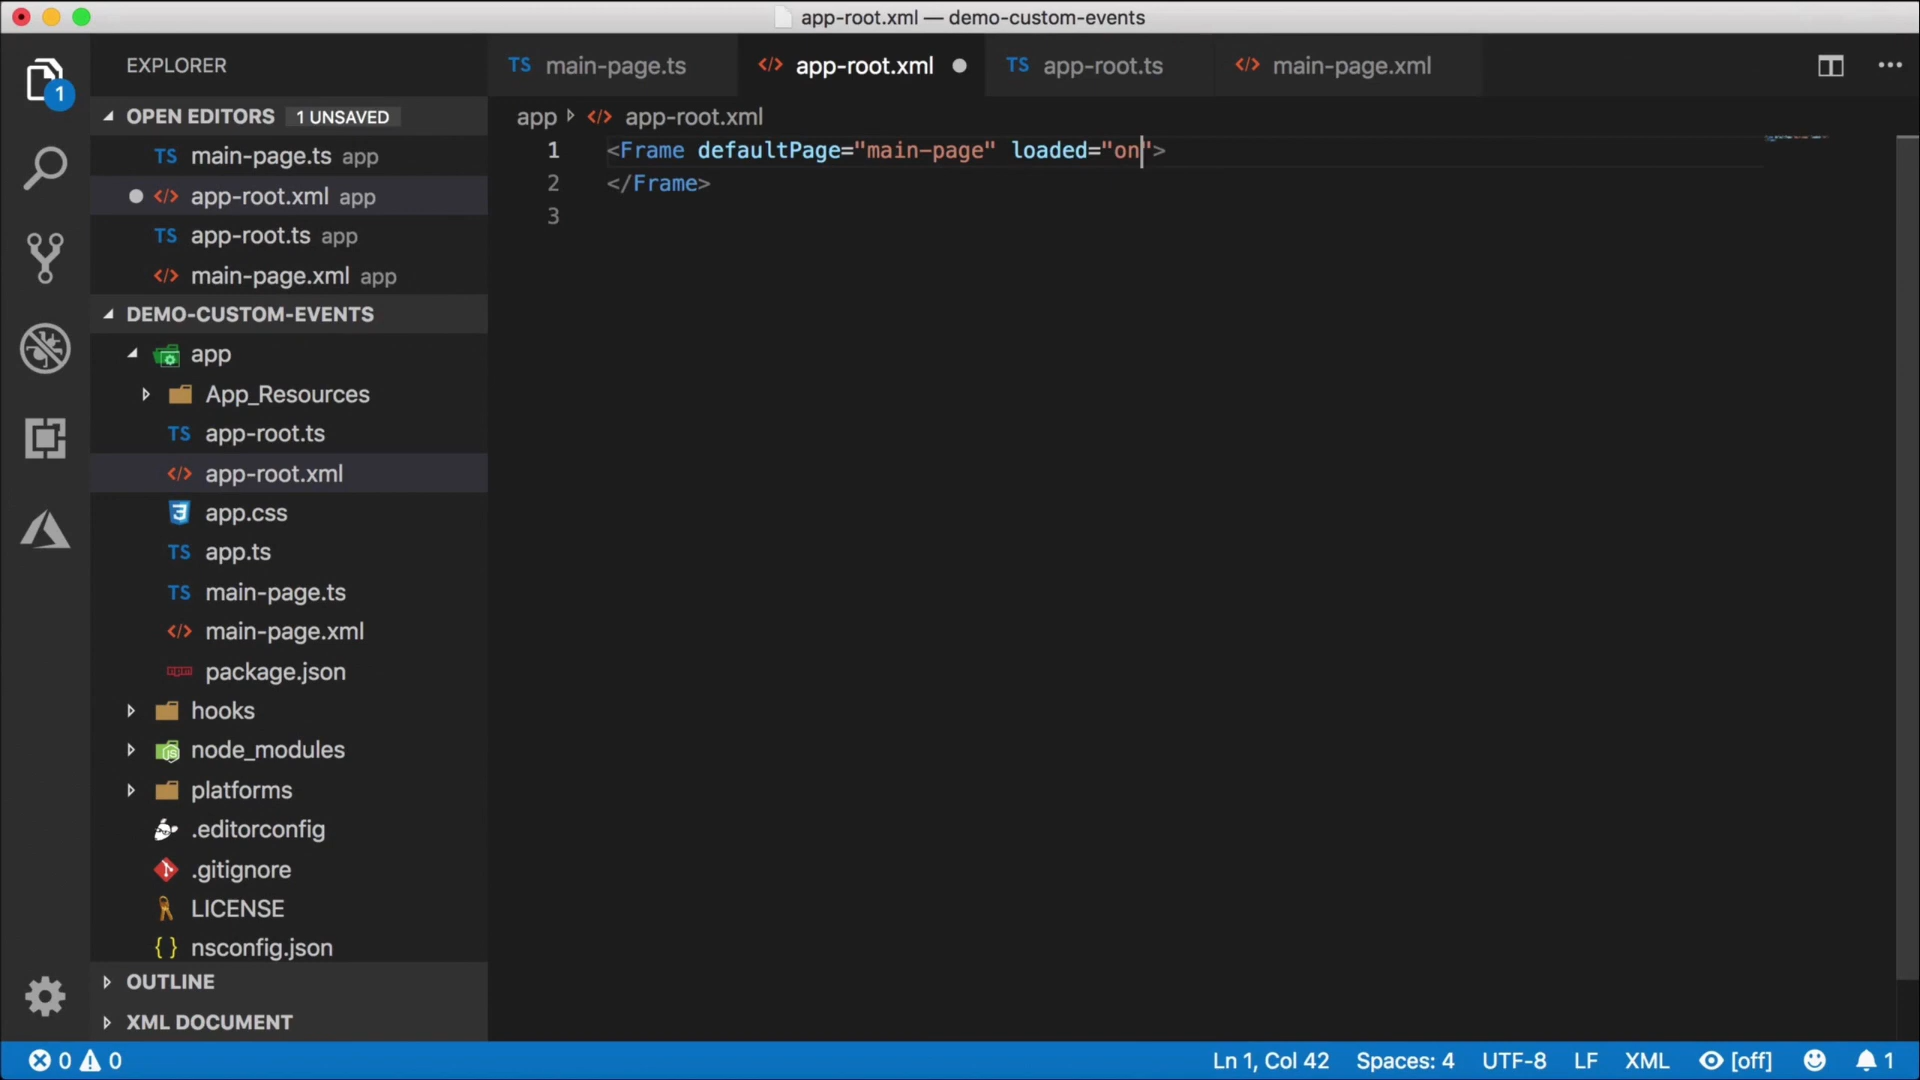 app-root.xml — demo-custom-events
EXPLORER
OPEN EDITORS 1 UNSAVED
TS main-page.ts app
</> app-root.xml app
TS app-root.ts app
</> main-page.xml app
DEMO-CUSTOM-EVENTS
app
App_Resources
TS app-root.ts
</> app-root.xml
3 app.css
TS app.ts
TS main-page.ts
</> main-page.xml
npm package.json
hooks
JS node_modules
platforms
.editorconfig
.gitignore
LICENSE
{ } nsconfig.json
OUTLINE
XML DOCUMENT
1
TS main-page.ts
</> app-root.xml
TS app-root.ts
</> main-page.xml
app </> app-root.xml
1 <Frame defaultPage="main-page" loaded="on">
2 </Frame>
3
0 0
Ln 1, Col 42 Spaces: 4 UTF-8 LF XML [off] 1